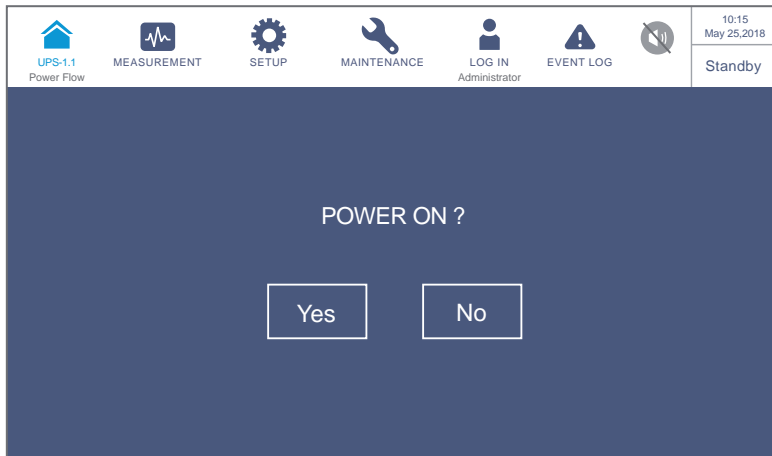 UPS-1.1
Power Flow
MEASUREMENT
SETUP
MAINTENANCE
LOG IN
Administrator
EVENT LOG
10:15
May 25,2018
Standby
POWER ON ?
Yes
No